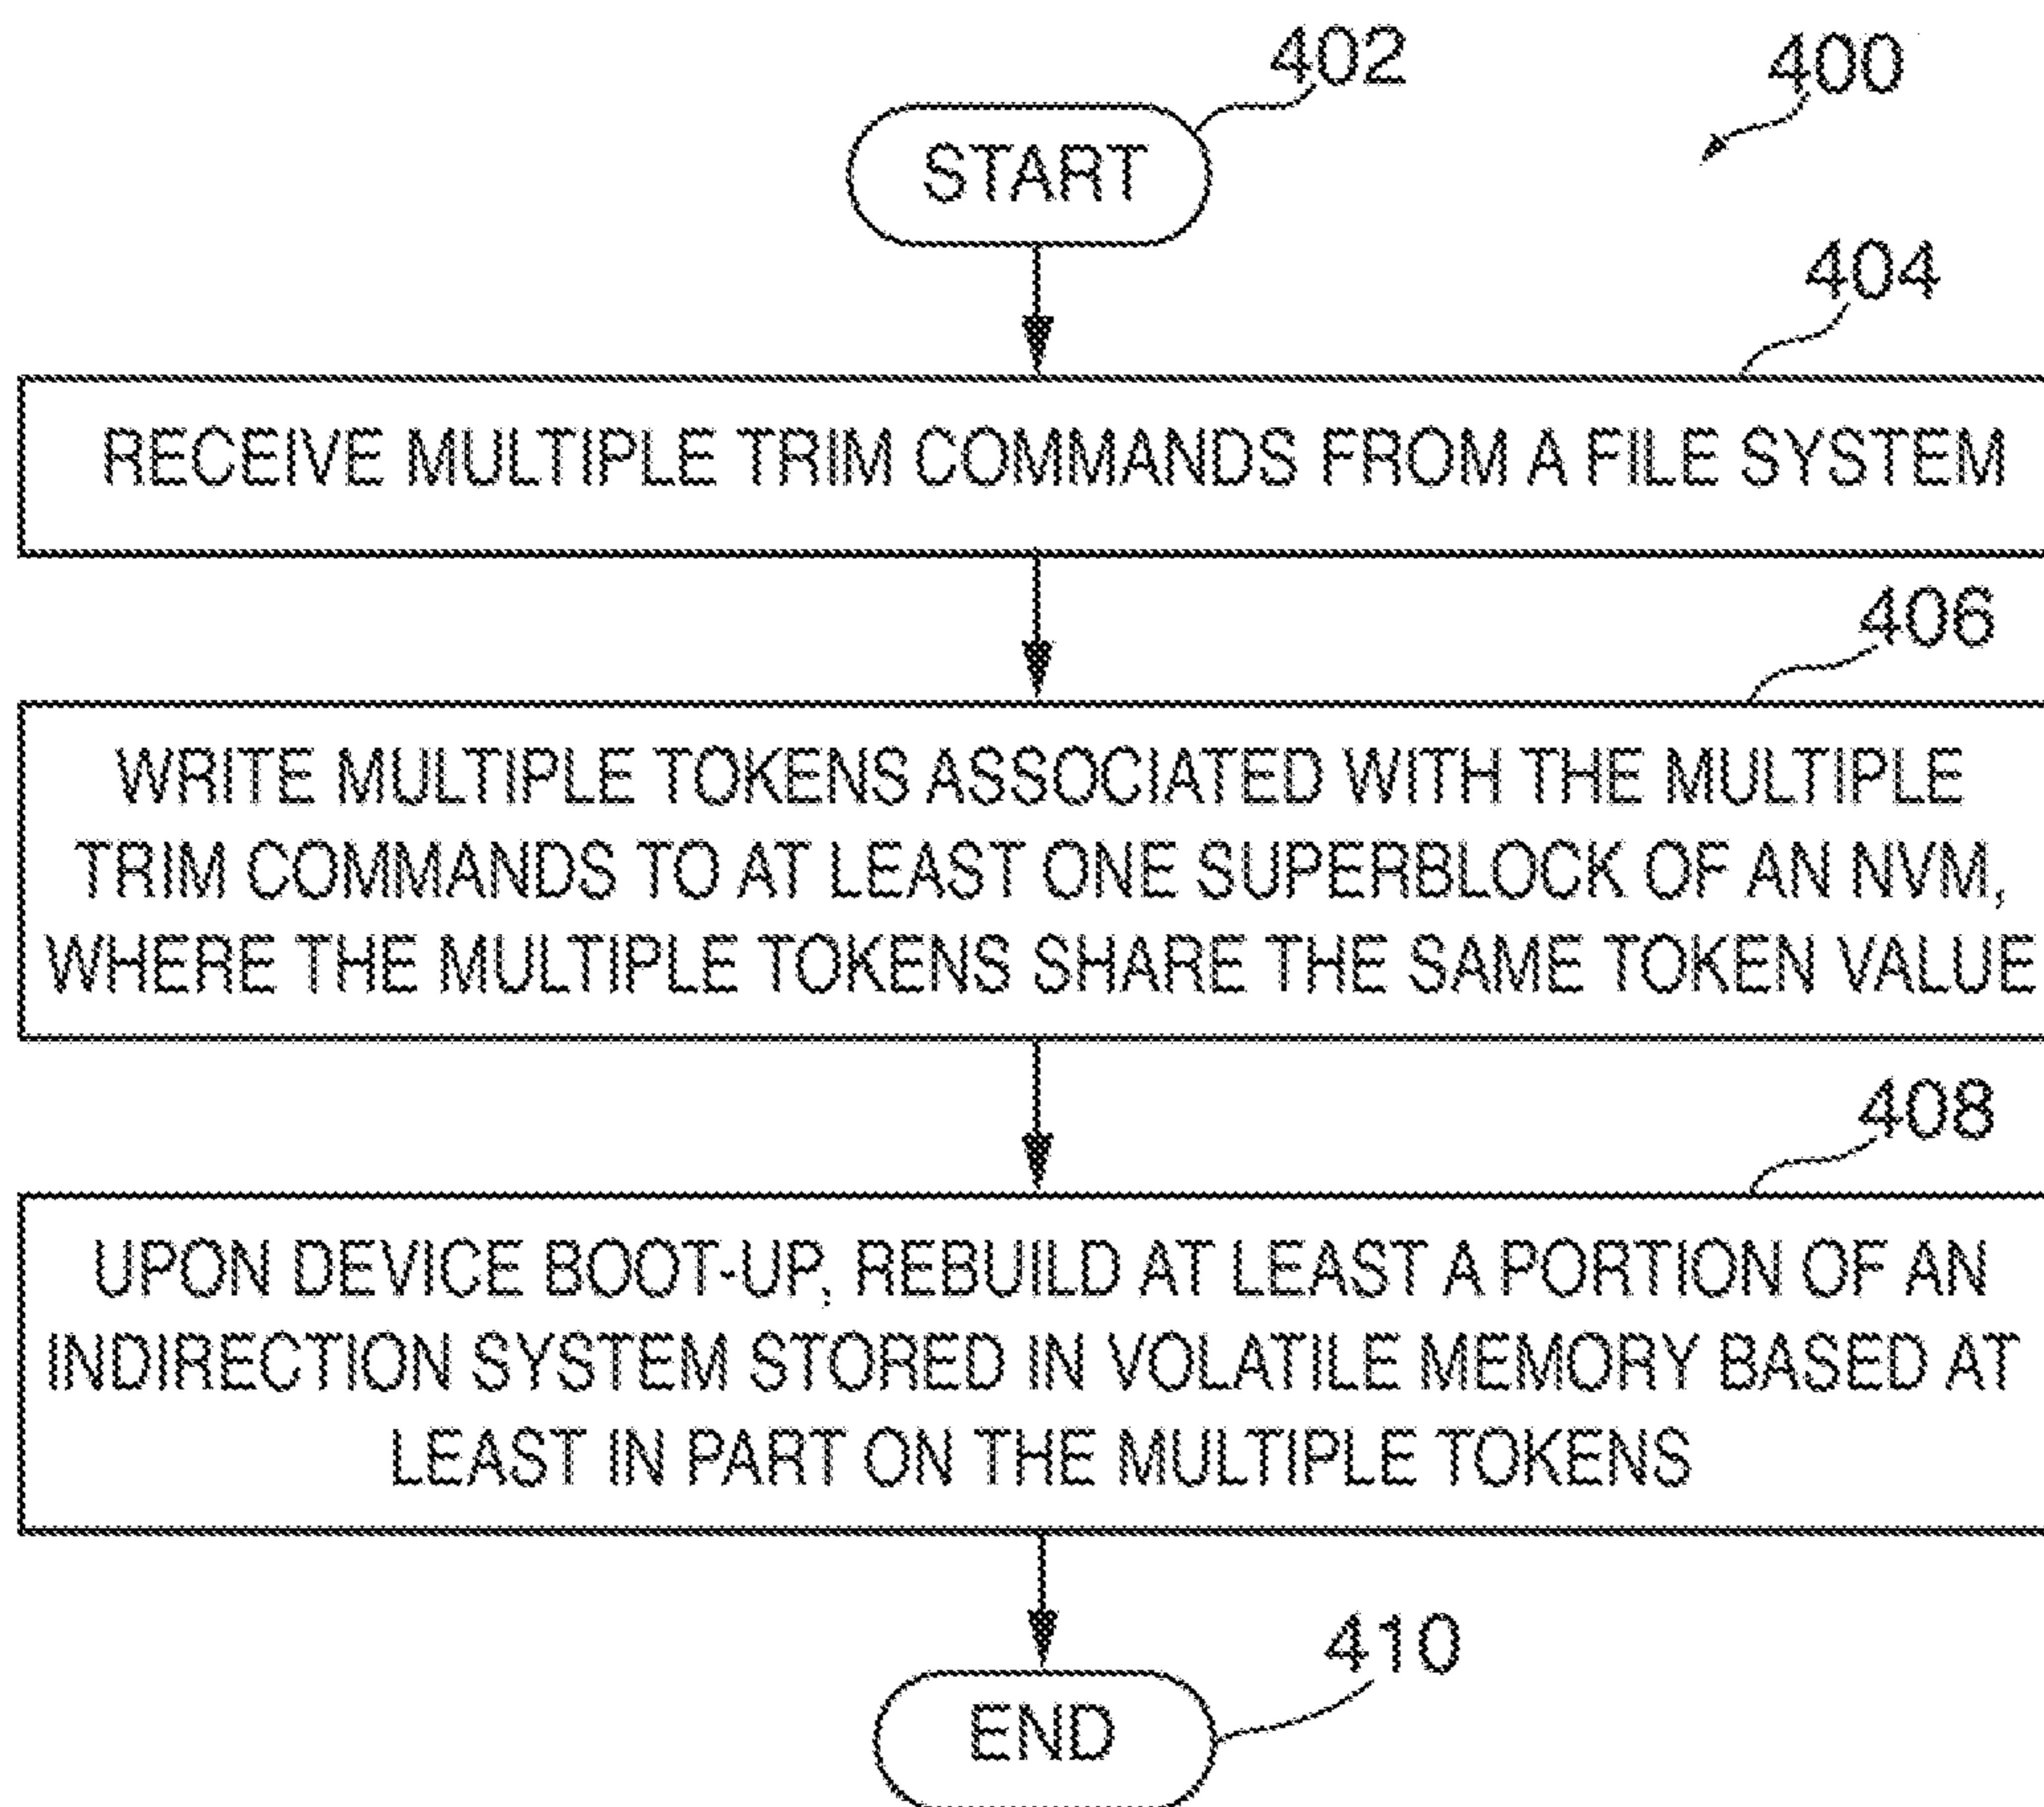 402
400
START
404
RECEIVE MULTIPLE TRIM COMMANDS FROM A FILE SYSTEM
406
WRITE MULTIPLE TOKENS ASSOCIATED WITH THE MULTIPLE
TRIM COMMANDS TO AT LEAST ONE SUPERBLOCK OF AN NVM,
WHERE THE MULTIPLE TOKENS SHARE THE SAME TOKEN VALUE
408
UPON DEVICE BOOT-UP, REBUILD AT LEAST A PORTION OF AN
INDIRECTION SYSTEM STORED IN VOLATILE MEMORY BASED AT
LEAST IN PART ON THE MULTIPLE TOKENS
410
END